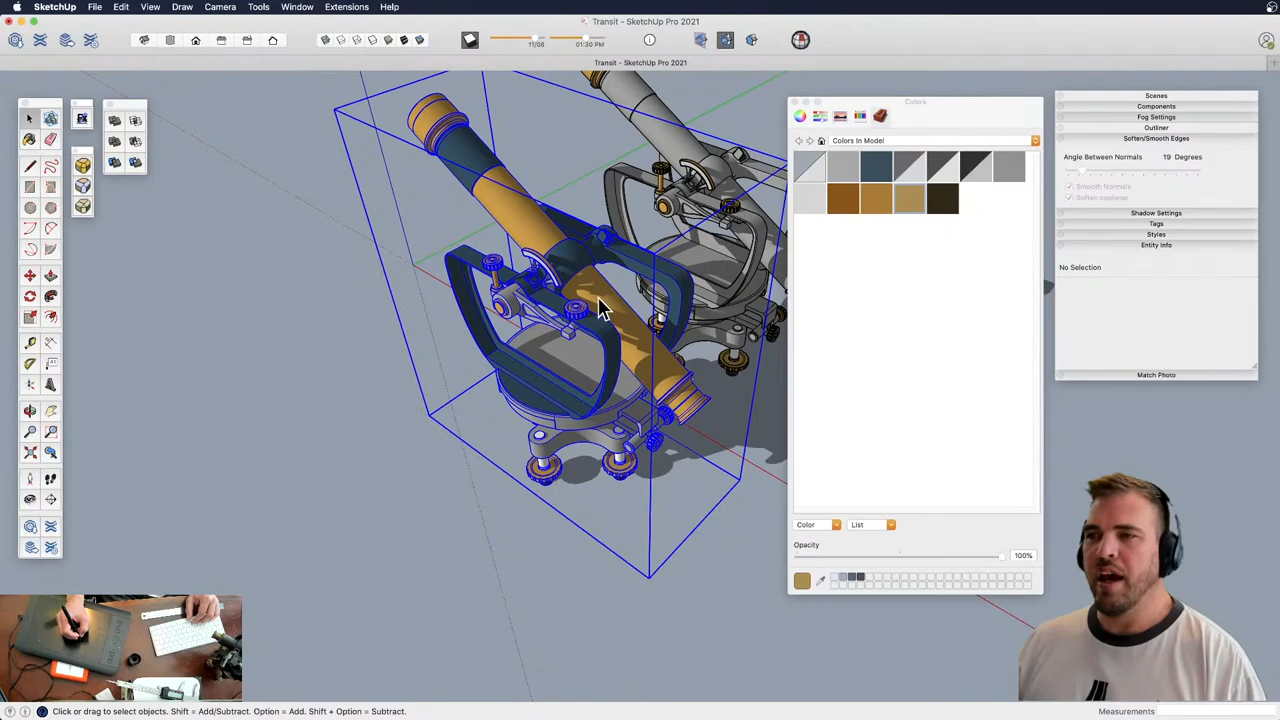 SketchUp File Edit View Draw Camera Tools Window Extensions Help
Transit - SketchUp Pro 2021
11/08 01:30 PM
Transit - SketchUp Pro 2021
Colors
Colors In Model
Color List
Opacity
100%
Scenes
Components
Fog Settings
Outliner
Soften/Smooth Edges
Angle Between Normals 19 Degrees
Smooth Normals
Soften coplanar
Shadow Settings
Tags
Styles
Entity Info
No Selection
Match Photo
Click or drag to select objects. Shift = Add/Subtract. Option = Add. Shift + Option = Subtract.
Measurements